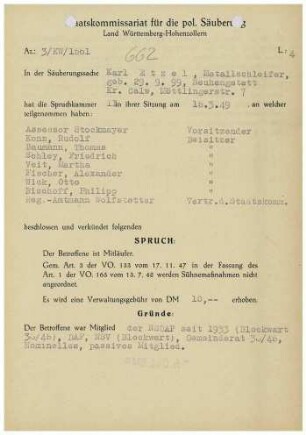 Staatskommissariat für die pol. Säuberung
Land Württemberg-Hohenzollern
Az.: 3/KW/1561
662
In der Säuberungssache Karl Etzel, Metallschleifer,
geb. 29. 9. 99, Neuhengstett
Kr. Calw, Möttlingerstr. 7
hat die Spruchkammer in ihrer Sitzung am 18.3.49 an welcher
teilgenommen haben:
Assessor Stockmayer Vorsitzender
Kenn, Rudolf Beisitzer
Baumann, Thomas "
Schley, Friedrich "
Veit, Martha "
Fischer, Alexander "
Wick, Otto "
Bischoff, Philipp "
Reg.-Amtmann Wolfstetter Vertr.d.Staatskomm.
beschlossen und verkündet folgenden
SPRUCH:
Der Betroffene ist Mitläufer.
Gem. Art. 3 der VO. 133 vom 17. 11. 47 in der Fassung des
Art. 1 der VO 165 vom 13. 7. 48 werden Sühnemaßnahmen nicht
angeordnet.
Es wird eine Verwaltungsgebühr von DM 10,-- erhoben.
Gründe:
Der Betroffene war Mitglied der NSDAP seit 1933 (Blockwart
), DAF, NSV (Blockwart), Gemeinderat
Nominelles, passives Mitglied.